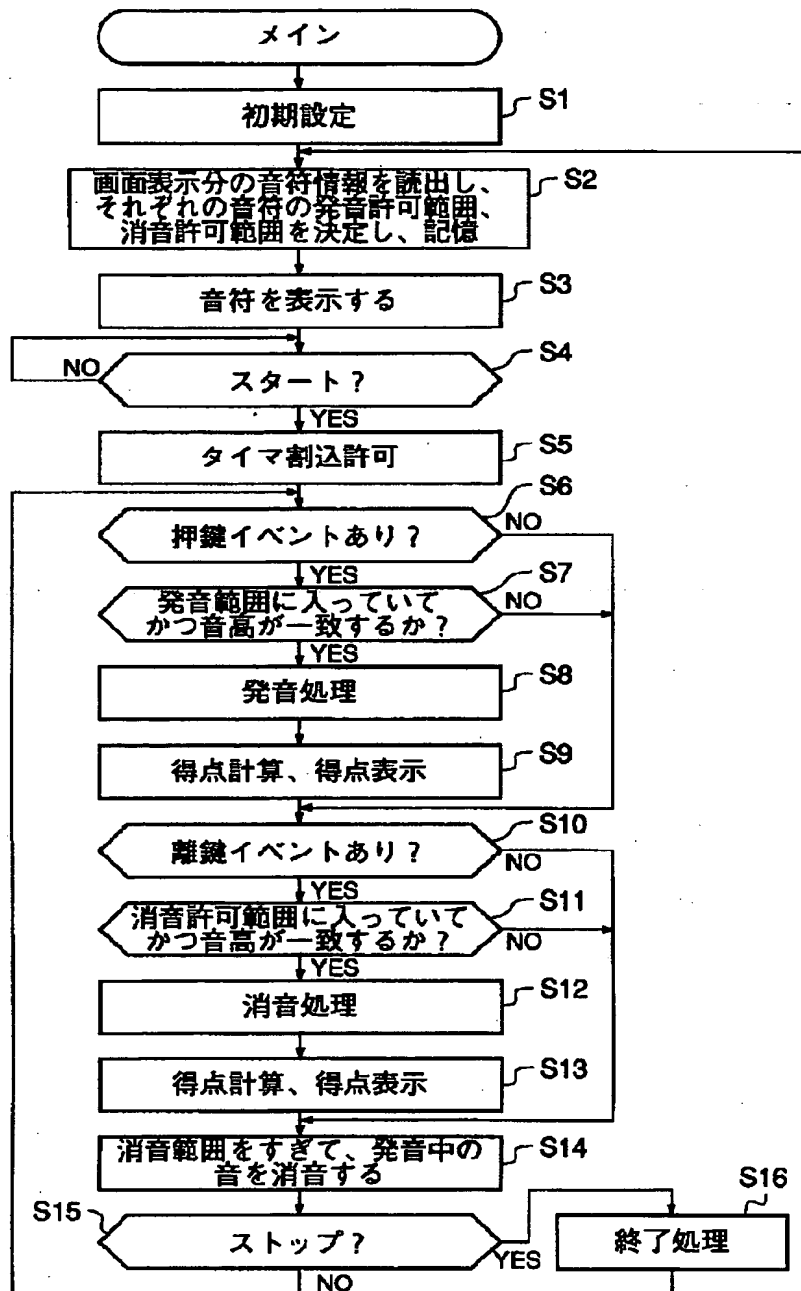 メイン
初期設定
S1
画面表示分の音符情報を読出し、
それぞれの音符の発音許可範囲、
消音許可範囲を決定し、記憶
S2
音符を表示する
S3
スタート?
S4
NO
YES
タイマ割込許可
S5
押鍵イベントあり?
S6
NO
YES
発音範囲に入っていて
かつ音高が一致するか?
S7
NO
YES
発音処理
S8
得点計算、得点表示
S9
離鍵イベントあり?
S10
NO
YES
消音許可範囲に入っていて
かつ音高が一致するか?
S11
NO
YES
消音処理
S12
得点計算、得点表示
S13
消音範囲をすぎて、発音中の
音を消音する
S14
S15
ストップ?
YES
NO
終了処理
S16